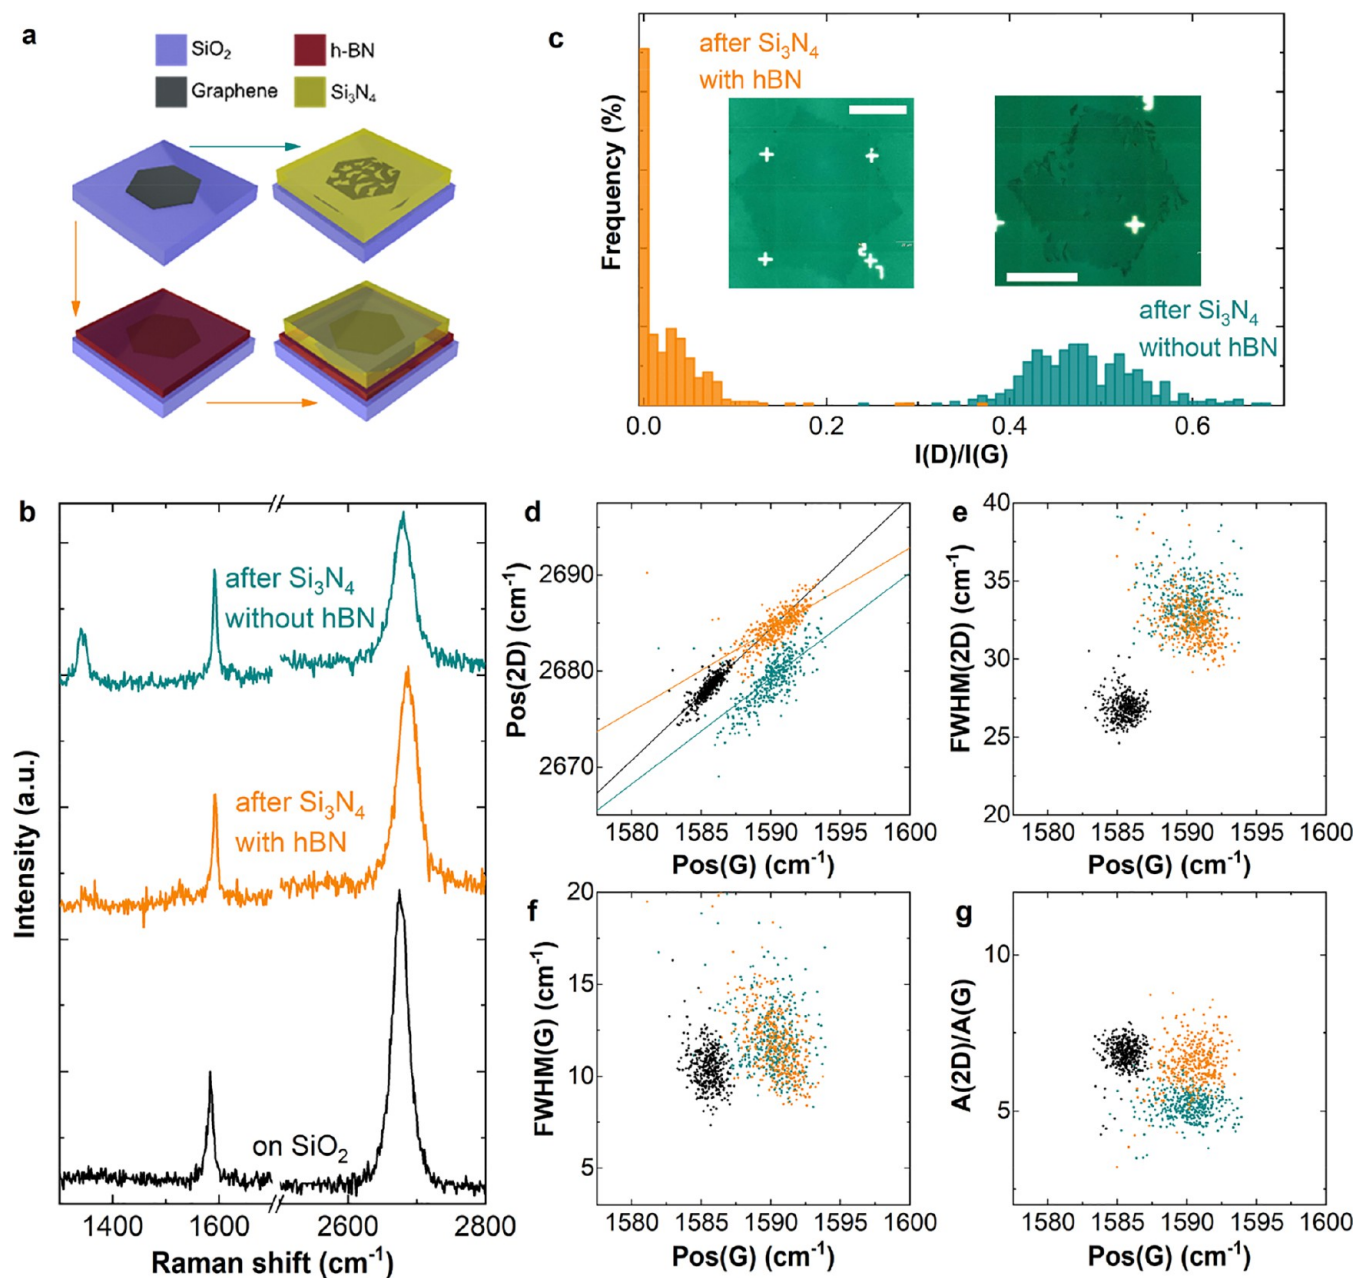 a
SiO₂
h-BN
Graphene
Si₃N₄
c
after Si₃N₄
with hBN
after Si₃N₄
without hBN
Frequency (%)
0.0 0.2 0.4 0.6
I(D)/I(G)
b
after Si₃N₄
without hBN
after Si₃N₄
with hBN
on SiO₂
Intensity (a.u.)
1400 1600 2600 2800
Raman shift (cm⁻¹)
d
Pos(2D) (cm⁻¹)
2690
2680
2670
1580 1585 1590 1595 1600
Pos(G) (cm⁻¹)
e
FWHM(2D) (cm⁻¹)
40
35
30
25
20
1580 1585 1590 1595 1600
Pos(G) (cm⁻¹)
f
FWHM(G) (cm⁻¹)
20
15
10
5
1580 1585 1590 1595 1600
Pos(G) (cm⁻¹)
g
A(2D)/A(G)
10
5
1580 1585 1590 1595 1600
Pos(G) (cm⁻¹)